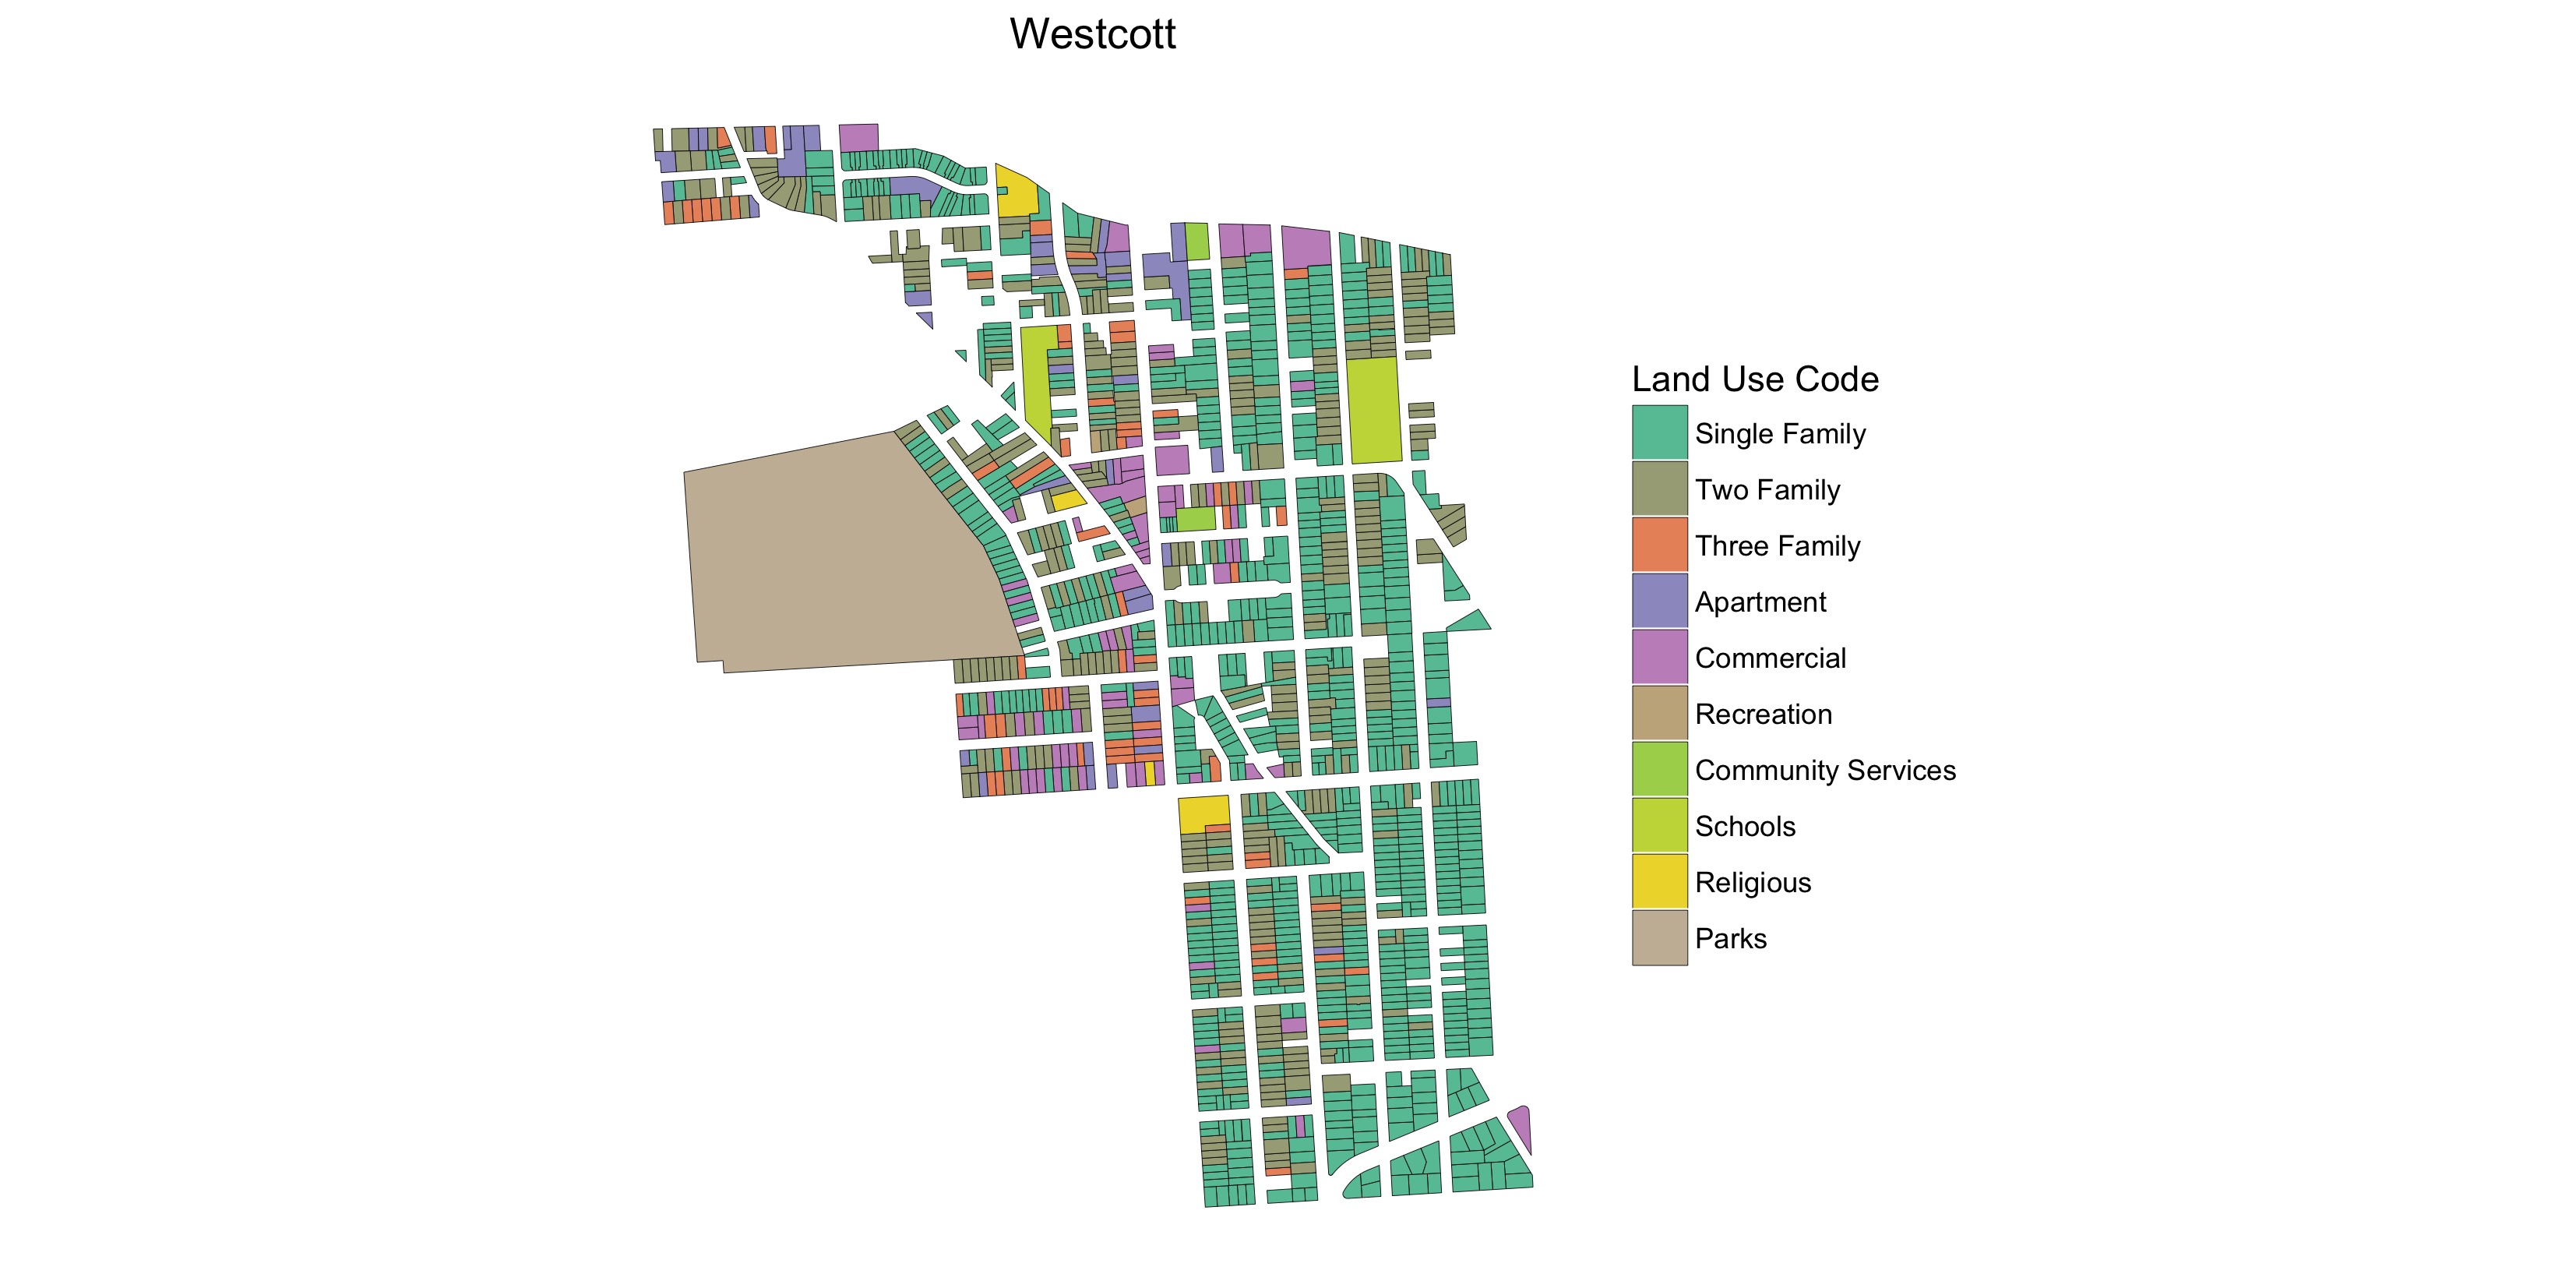 Westcott
Land Use Code
Single Family
Two Family
Three Family
Apartment
Commercial
Recreation
Community Services
Schools
Religious
Parks